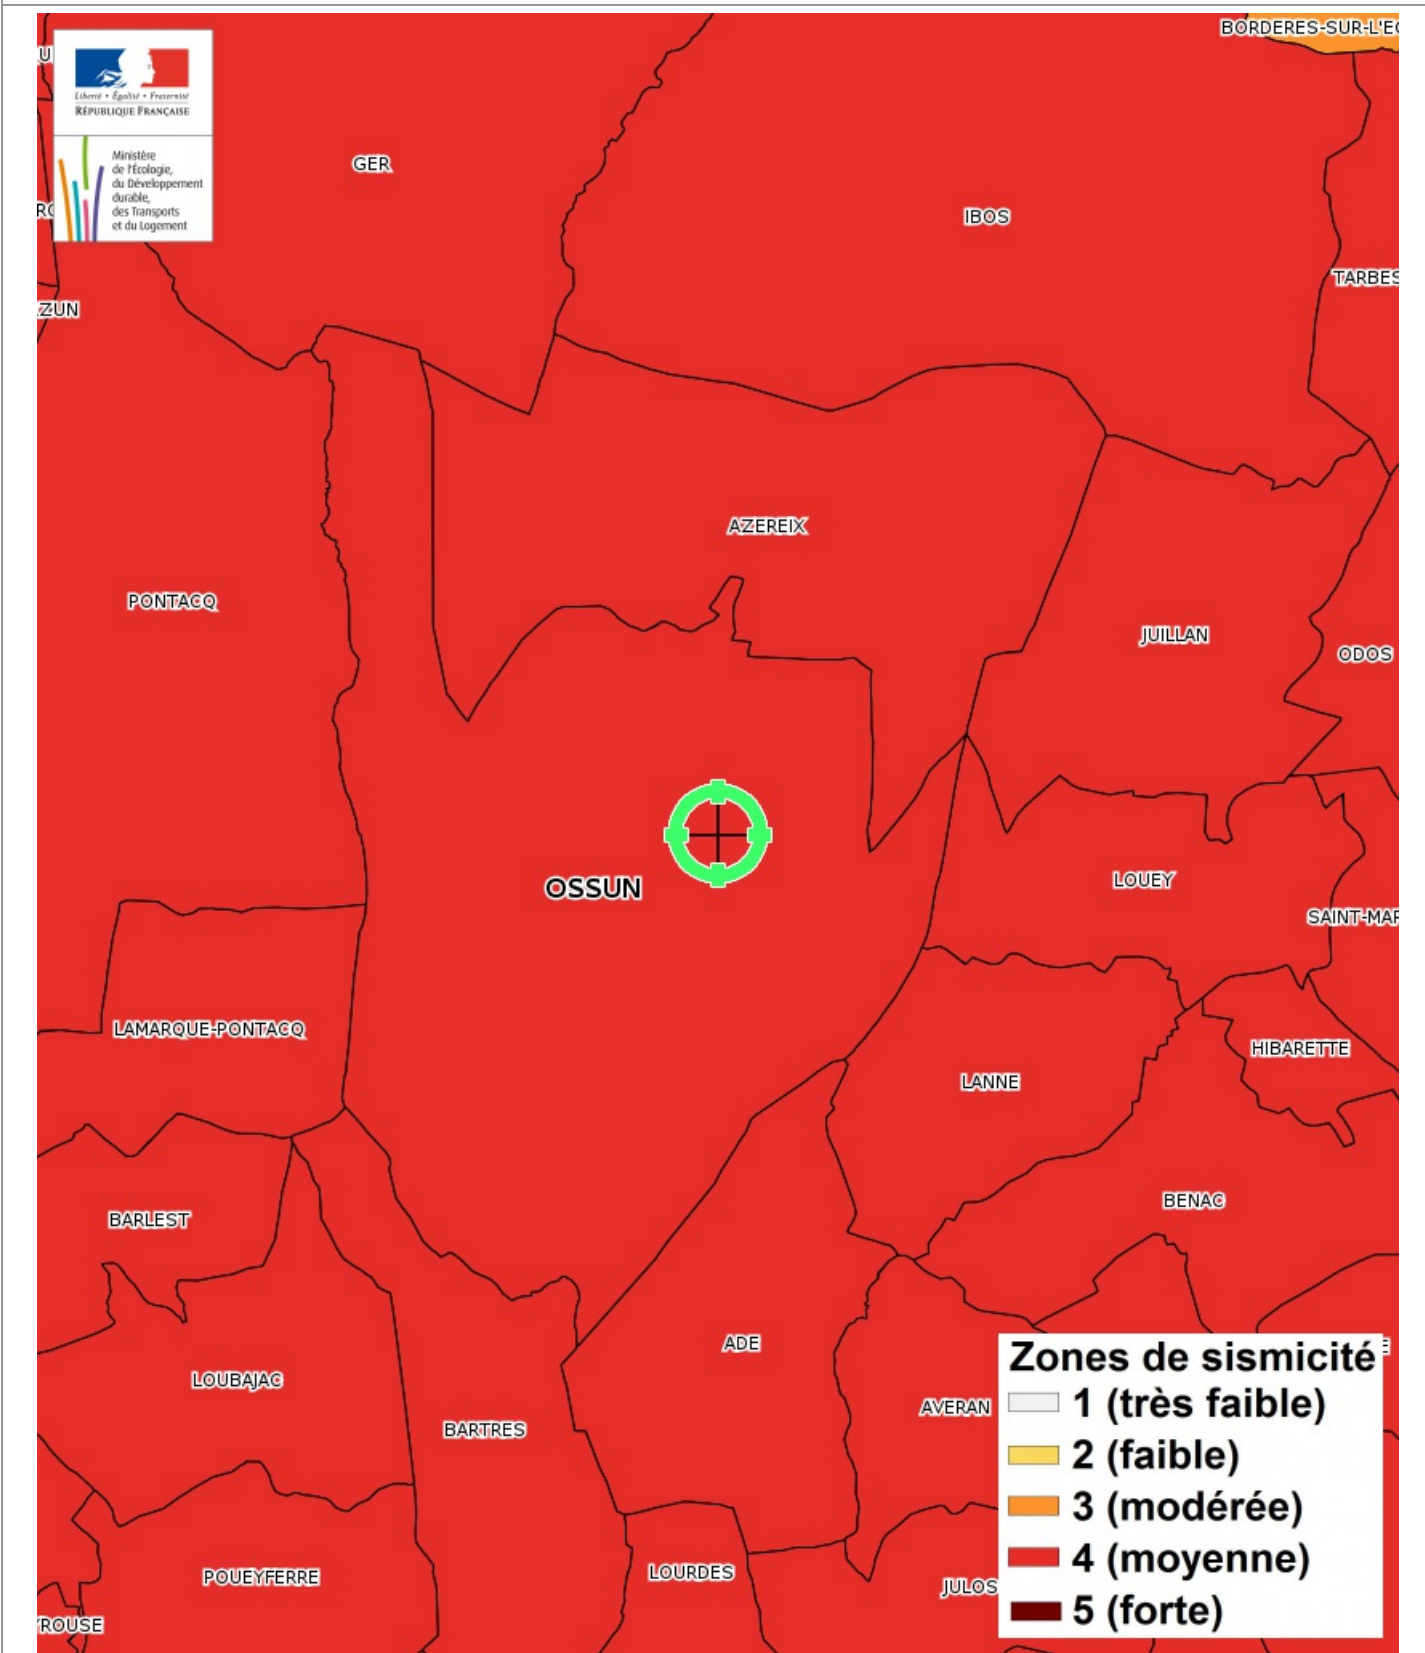 BORDERES-SUR-L'E
Liberté • Égalité • Fraternité
RÉPUBLIQUE FRANÇAISE
Ministère
de l'Écologie,
du Développement
durable,
des Transports
et du Logement
GER
IBOS
TARBES
ZUN
AZEREIX
PONTACQ
JUILLAN
ODOS
OSSUN
LOUEY
SAINT-MAR
LAMARQUE-PONTACQ
HIBARETTE
LANNE
BENAC
BARLEST
ADE
LOUBAJAC
AVERAN
BARTRES
LOURDES
POUEYFERRE
JULOS
ROUSE
Zones de sismicité
1 (très faible)
2 (faible)
3 (modérée)
4 (moyenne)
5 (forte)